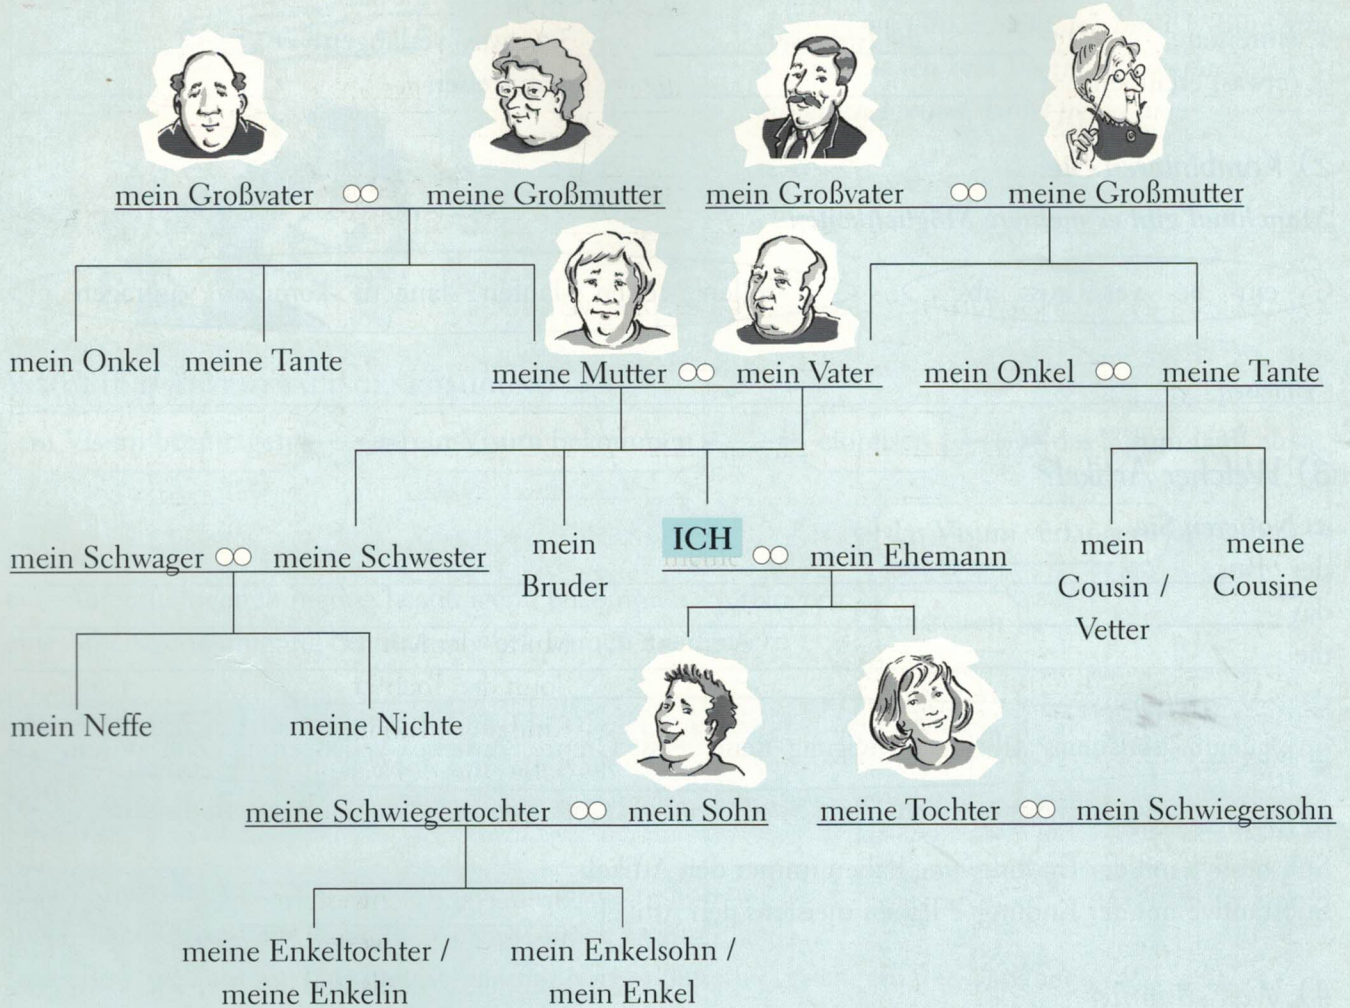 mein Großvater meine Großmutter mein Großvater meine Großmutter
mein Onkel meine Tante
meine Mutter mein Vater mein Onkel meine Tante
mein Schwager meine Schwester
mein
Bruder
ICH
mein Ehemann
mein
Cousin /
Vetter
meine
Cousine
mein Neffe meine Nichte
meine Schwiegertochter mein Sohn meine Tochter mein Schwiegersohn
meine Enkeltochter /
meine Enkelin
mein Enkelsohn /
mein Enkel